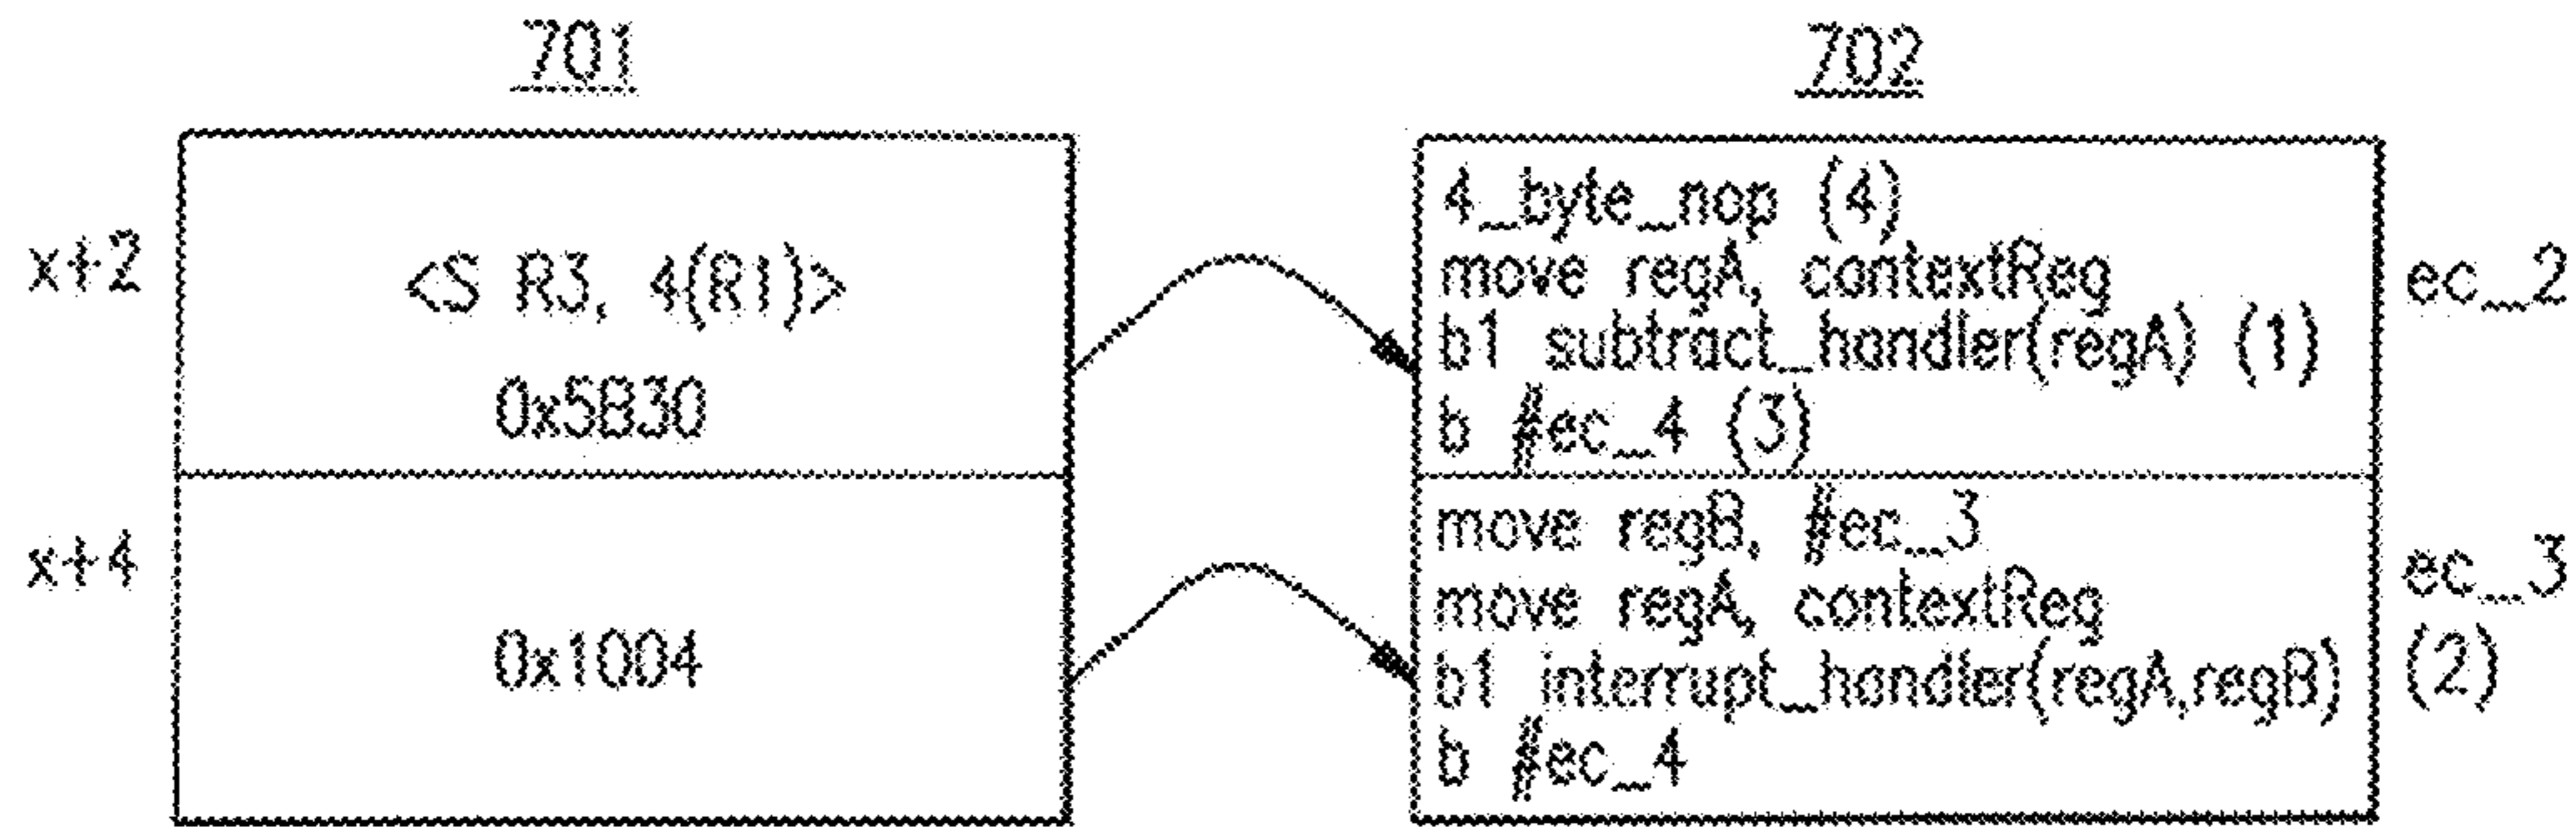 701
702
x+2
<S R3, 4(R1)>
0x5B30
x+4
0x1004
4_byte_nop (4)
move regA, contextReg
b1 subtract_handler(regA) (1)
b #ec_4 (3)
ec_2
move regB, #ec_3
move regA, contextReg
b1 interrupt_handler(regA,regB)
b #ec_4
ec_3
(2)